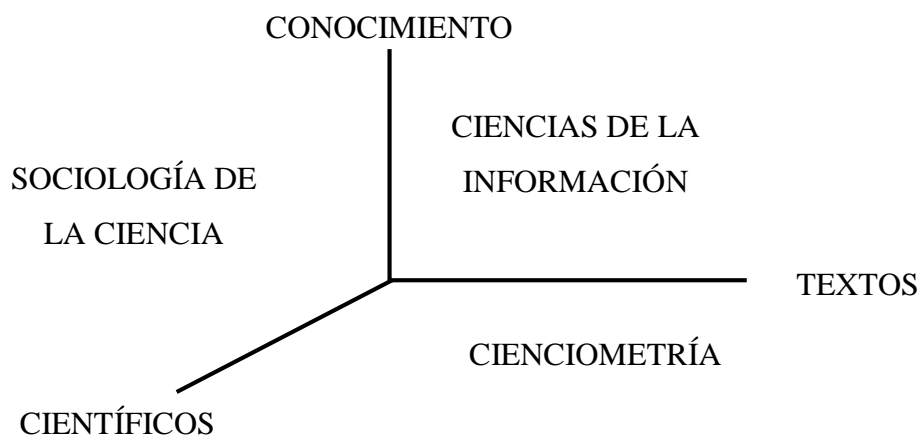 CONOCIMIENTO
CIENCIAS DE LA
INFORMACIÓN
SOCIOLOGÍA DE
LA CIENCIA
TEXTOS
CIENCIOMETRÍA
CIENTÍFICOS